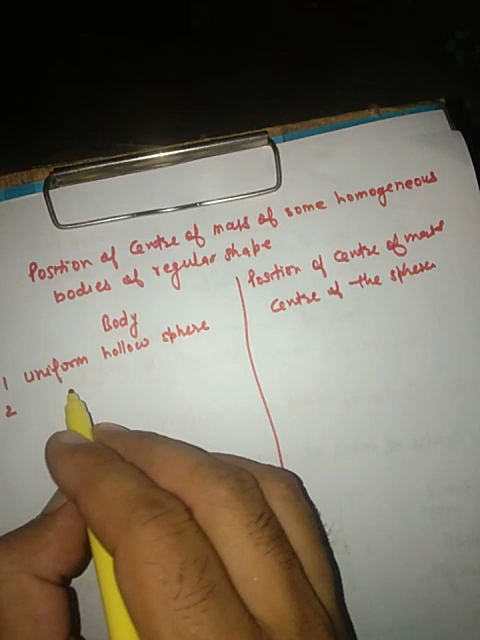 Position of Centre of mass of some homogeneous
bodies of regular shape
Body
Position of centre of mass
1 uniform hollow sphere
centre of the sphere
2